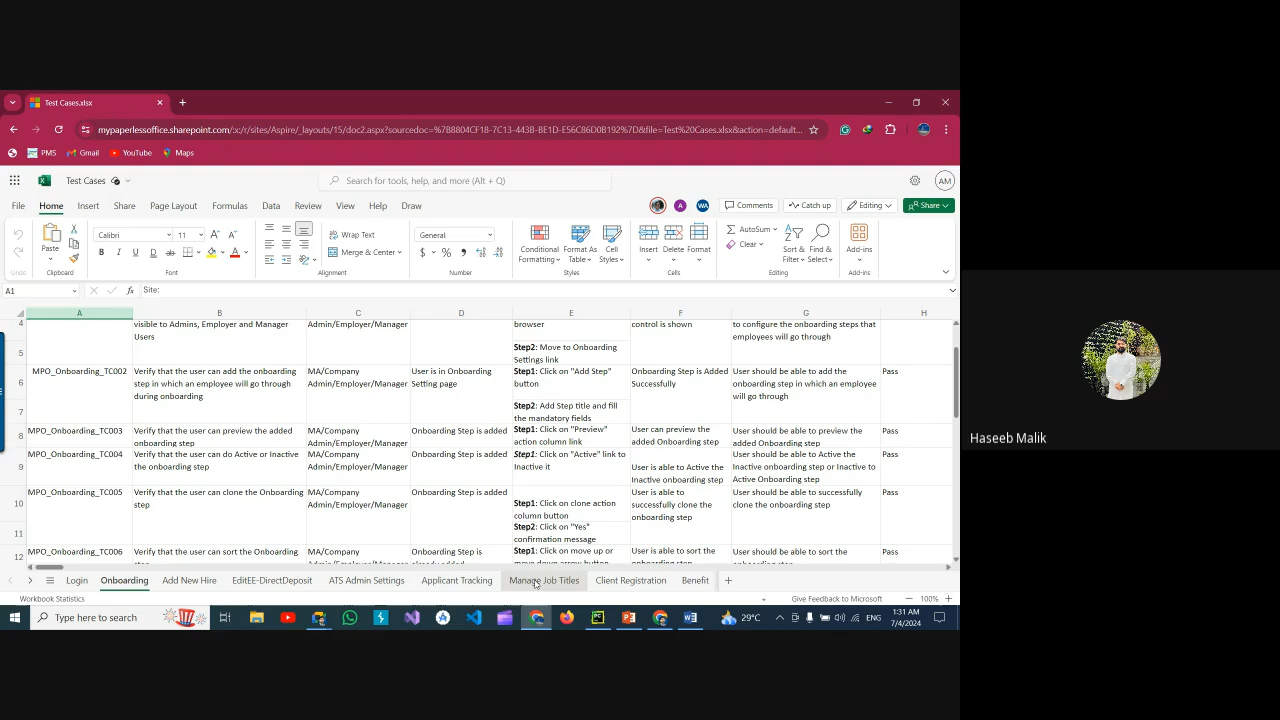 Test Cases.xlsx
mypaperlessoffice.sharepoint.com/:x:/r/sites/Aspire/_layouts/15/doc2.aspx?sourcedoc=%7B8804CF18-7C13-443B-BE1D-E56C86D0B192%7D&file=Test%20Cases.xlsx&action=default...
PMS Gmail YouTube Maps
Test Cases
Search for tools, help, and more (Alt + Q)
AM
File Home Insert Share Page Layout Formulas Data Review View Help Draw
A WA Comments Catch up Editing Share
Paste Calibri 11 Wrap Text General Conditional Formatting Format As Table Cell Styles Insert Delete Format AutoSum Clear Sort & Filter Find & Select Add-ins
B I U D Merge & Center $ %
Undo Clipboard Font Alignment Number Styles Cells Editing Add-ins
A1 fx Site:
A B C D E F G H
4 visible to Admins, Employer and Manager Admin/Employer/Manager browser control is shown to configure the onboarding steps that
Users employees will go through
5 Step2: Move to Onboarding
Settings link
6 MPO_Onboarding_TC002 Verify that the user can add the onboarding MA/Company User is in Onboarding Step1: Click on "Add Step" Onboarding Step is Added User should be able to add the Pass
step in which an employee will go through Admin/Employer/Manager Setting page button Successfully onboarding step in which an employee
during onboarding will go through
7 Step2: Add Step title and fill
the mandatory fields
8 MPO_Onboarding_TC003 Verify that the user can preview the added MA/Company Onboarding Step is added Step1: Click on "Preview" User can preview the User should be able to preview the Pass
onboarding step Admin/Employer/Manager action column link added Onboarding step added Onboarding step
9 MPO_Onboarding_TC004 Verify that the user can do Active or Inactive MA/Company Onboarding Step is added Step1: Click on "Active" link to User should be able to Active the Pass
the onboarding step Admin/Employer/Manager Inactive it User is able to Active the Inactive onboarding step or Inactive to
Inactive onboarding step Active Onboarding step
10 MPO_Onboarding_TC005 Verify that the user can clone the Onboarding MA/Company Onboarding Step is added User is able to User should be able to successfully Pass
step Admin/Employer/Manager Step1: Click on clone action successfully clone the clone the onboarding step
column button onboarding step
11 Step2: Click on "Yes"
confirmation message
12 MPO_Onboarding_TC006 Verify that the user can sort the Onboarding MA/Company Onboarding Step is Step1: Click on move up or User is able to sort the User should be able to sort the Pass
Login Onboarding Add New Hire EditEE-DirectDeposit ATS Admin Settings Applicant Tracking Manage Job Titles Client Registration Benefit
Workbook Statistics Give Feedback to Microsoft 100%
Type here to search 29°C ENG 1:31 AM
7/4/2024
Haseeb Malik